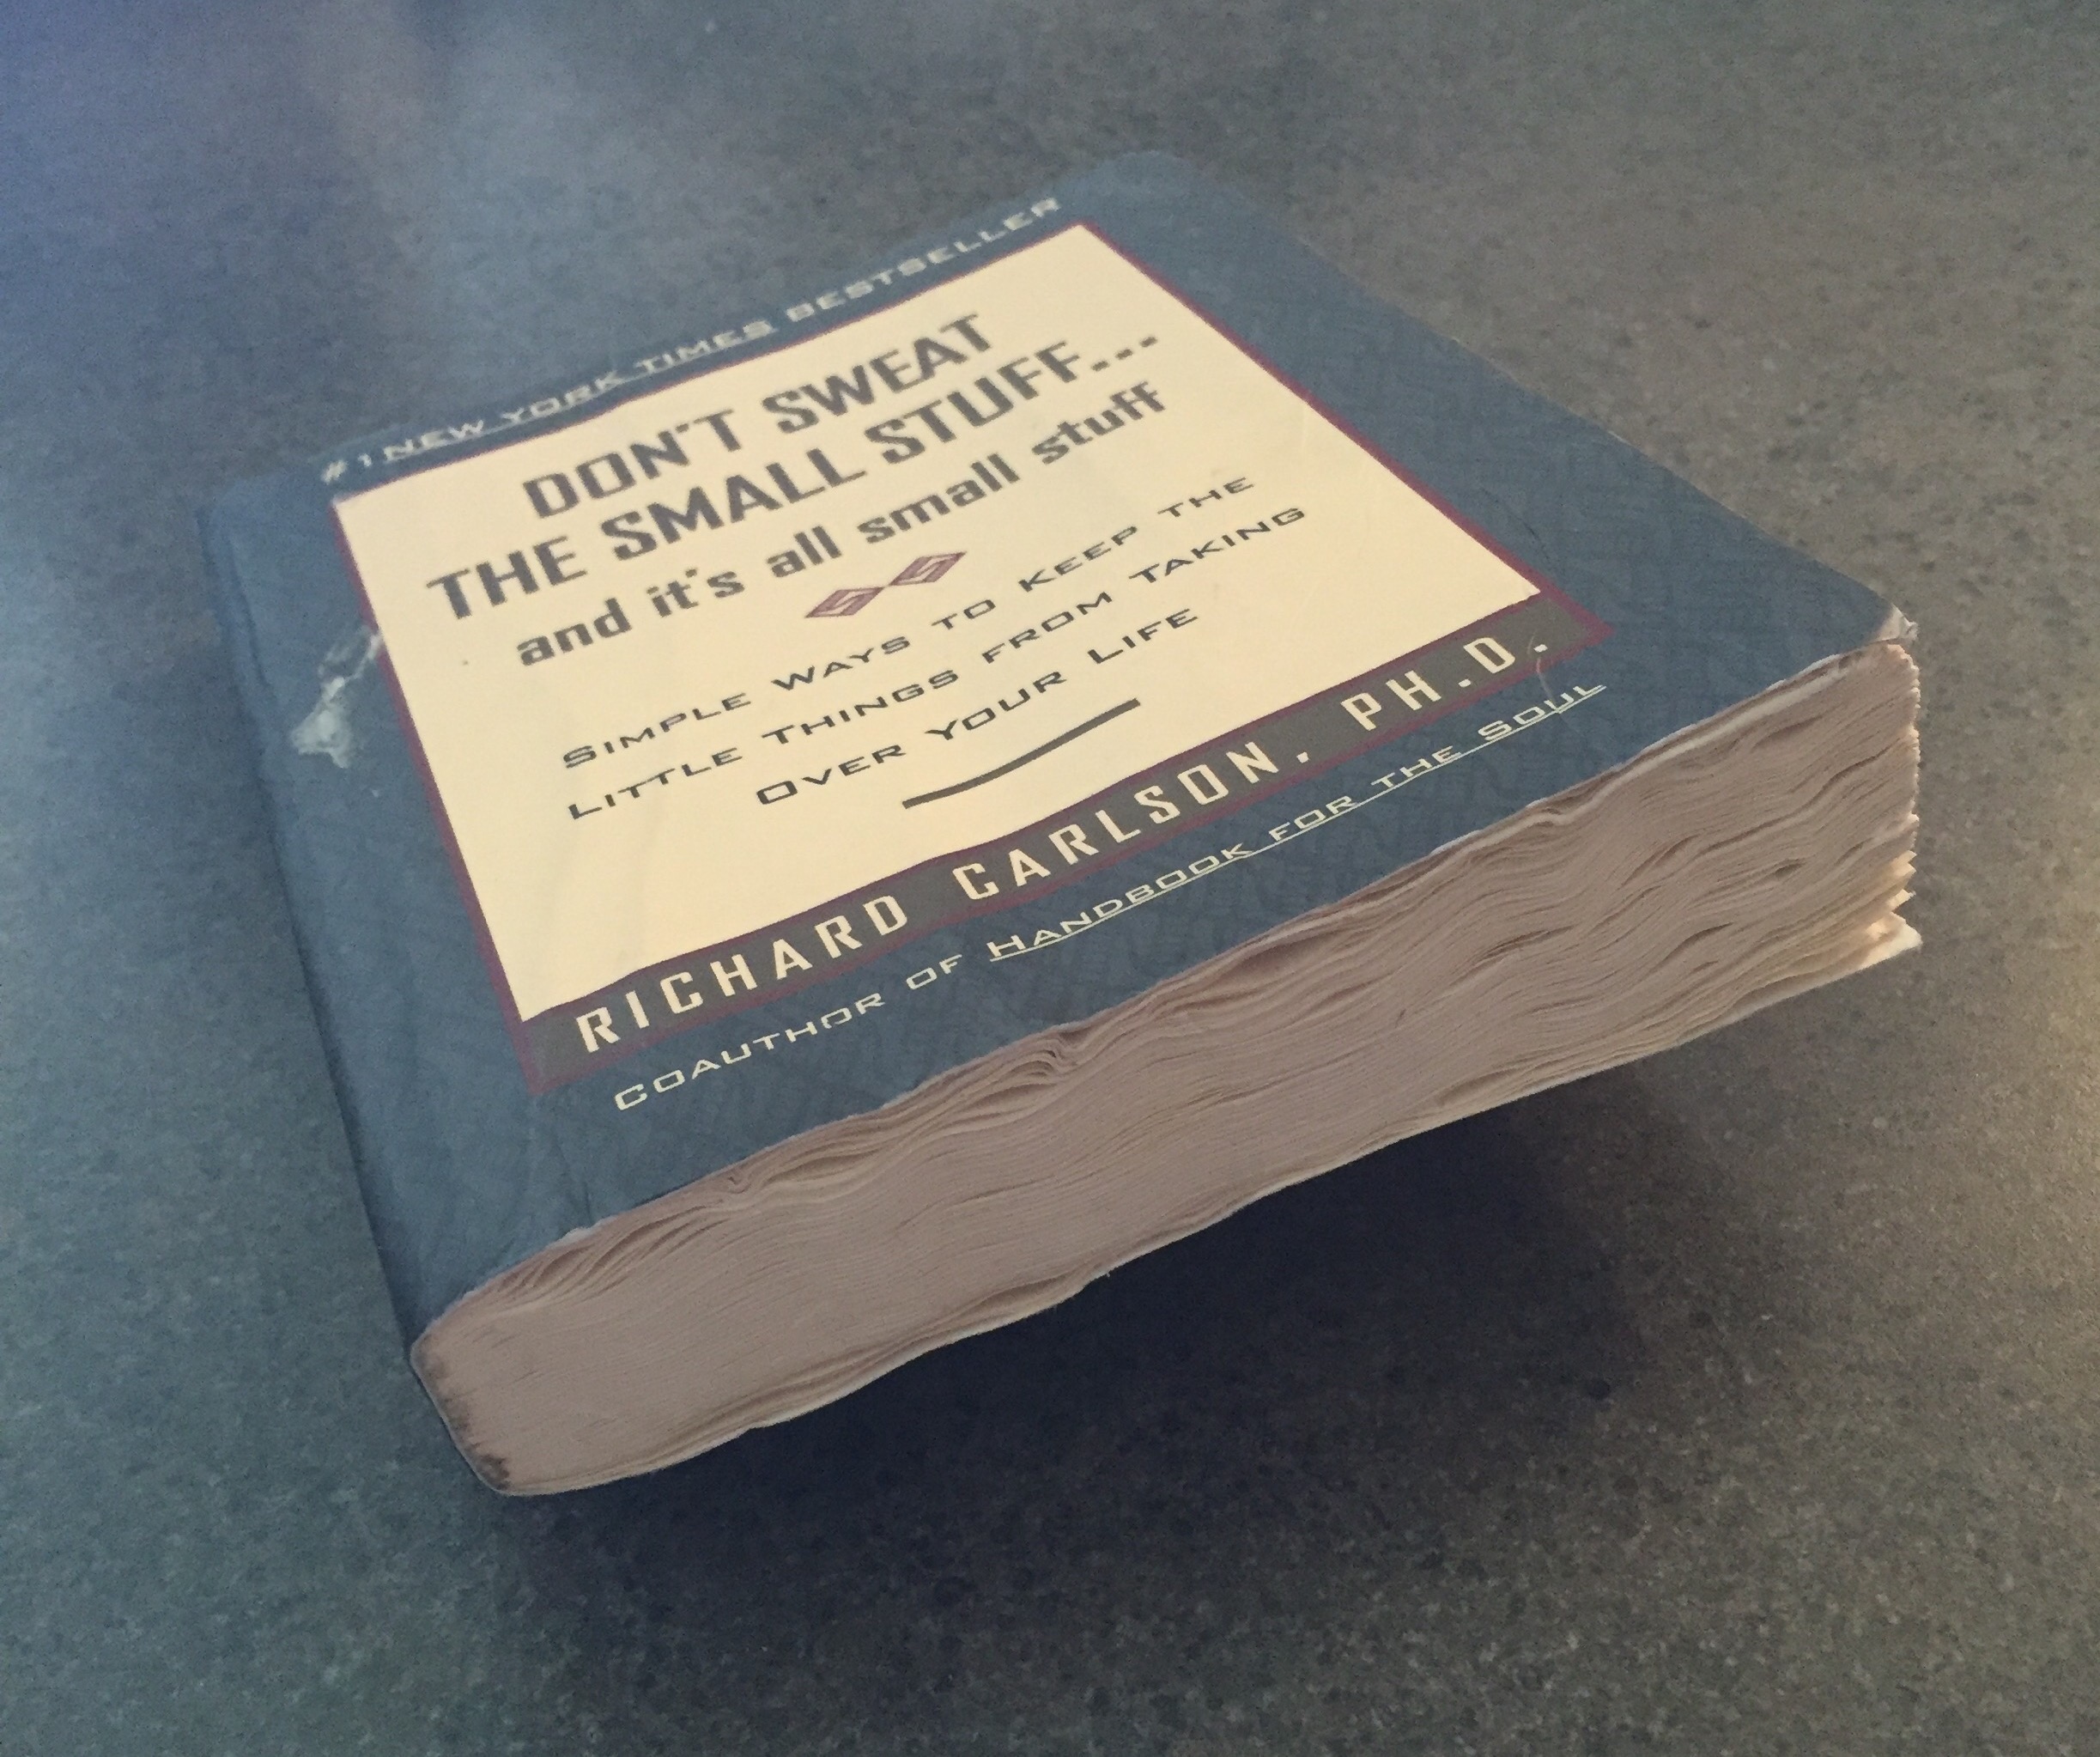 #1 NEW YORK TIMES BESTSELLER
DON'T SWEAT
THE SMALL STUFF...
and it's all small stuff
SIMPLE WAYS TO KEEP THE
LITTLE THINGS FROM TAKING
OVER YOUR LIFE
RICHARD CARLSON, PH.D.
COAUTHOR OF HANDBOOK FOR THE SOUL